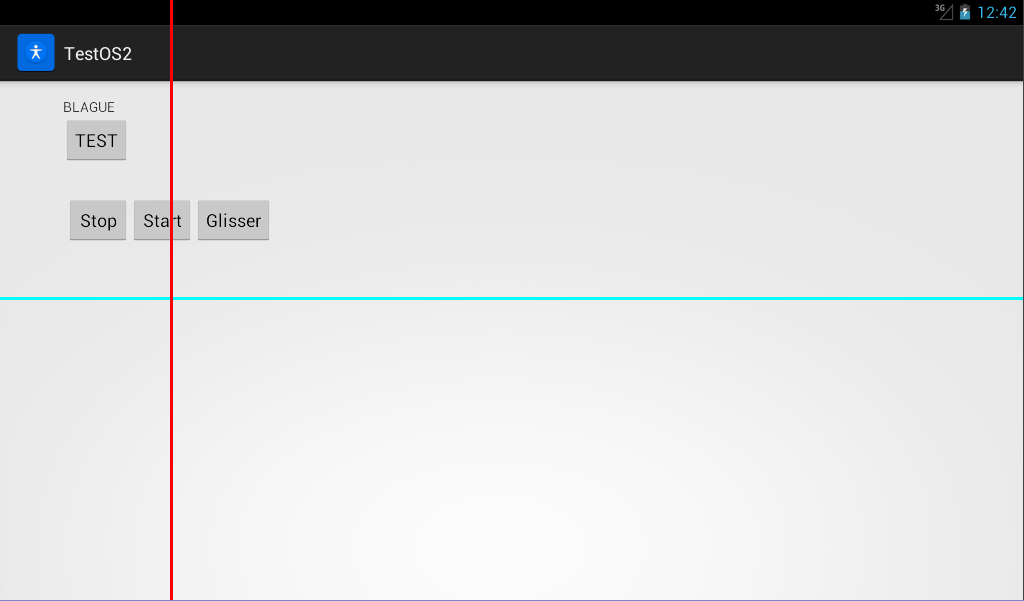 3G 12:42
TestOS2
BLAGUE
TEST
Stop Start Glisser